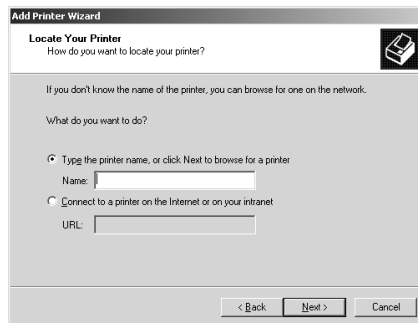 Add Printer Wizard
Locate Your Printer
How do you want to locate your printer?
If you don't know the name of the printer, you can browse for one on the network.
What do you want to do?
Type the printer name, or click Next to browse for a printer
Name:
Connect to a printer on the Internet or on your intranet
URL:
< Back
Next >
Cancel